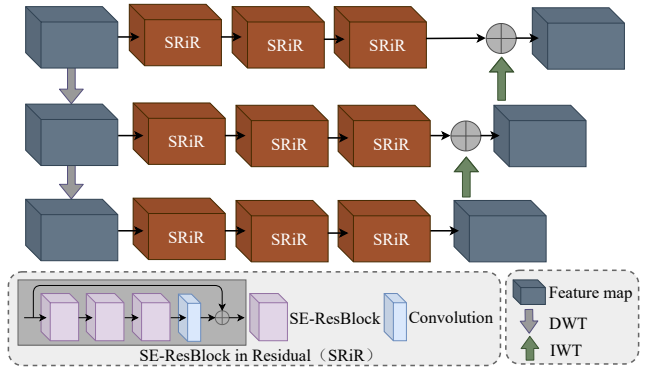 SRiR SRiR SRiR
SRiR SRiR SRiR
SRiR SRiR SRiR
SE-ResBlock Convolution
SE-ResBlock in Residual（SRiR）
Feature map
DWT
IWT